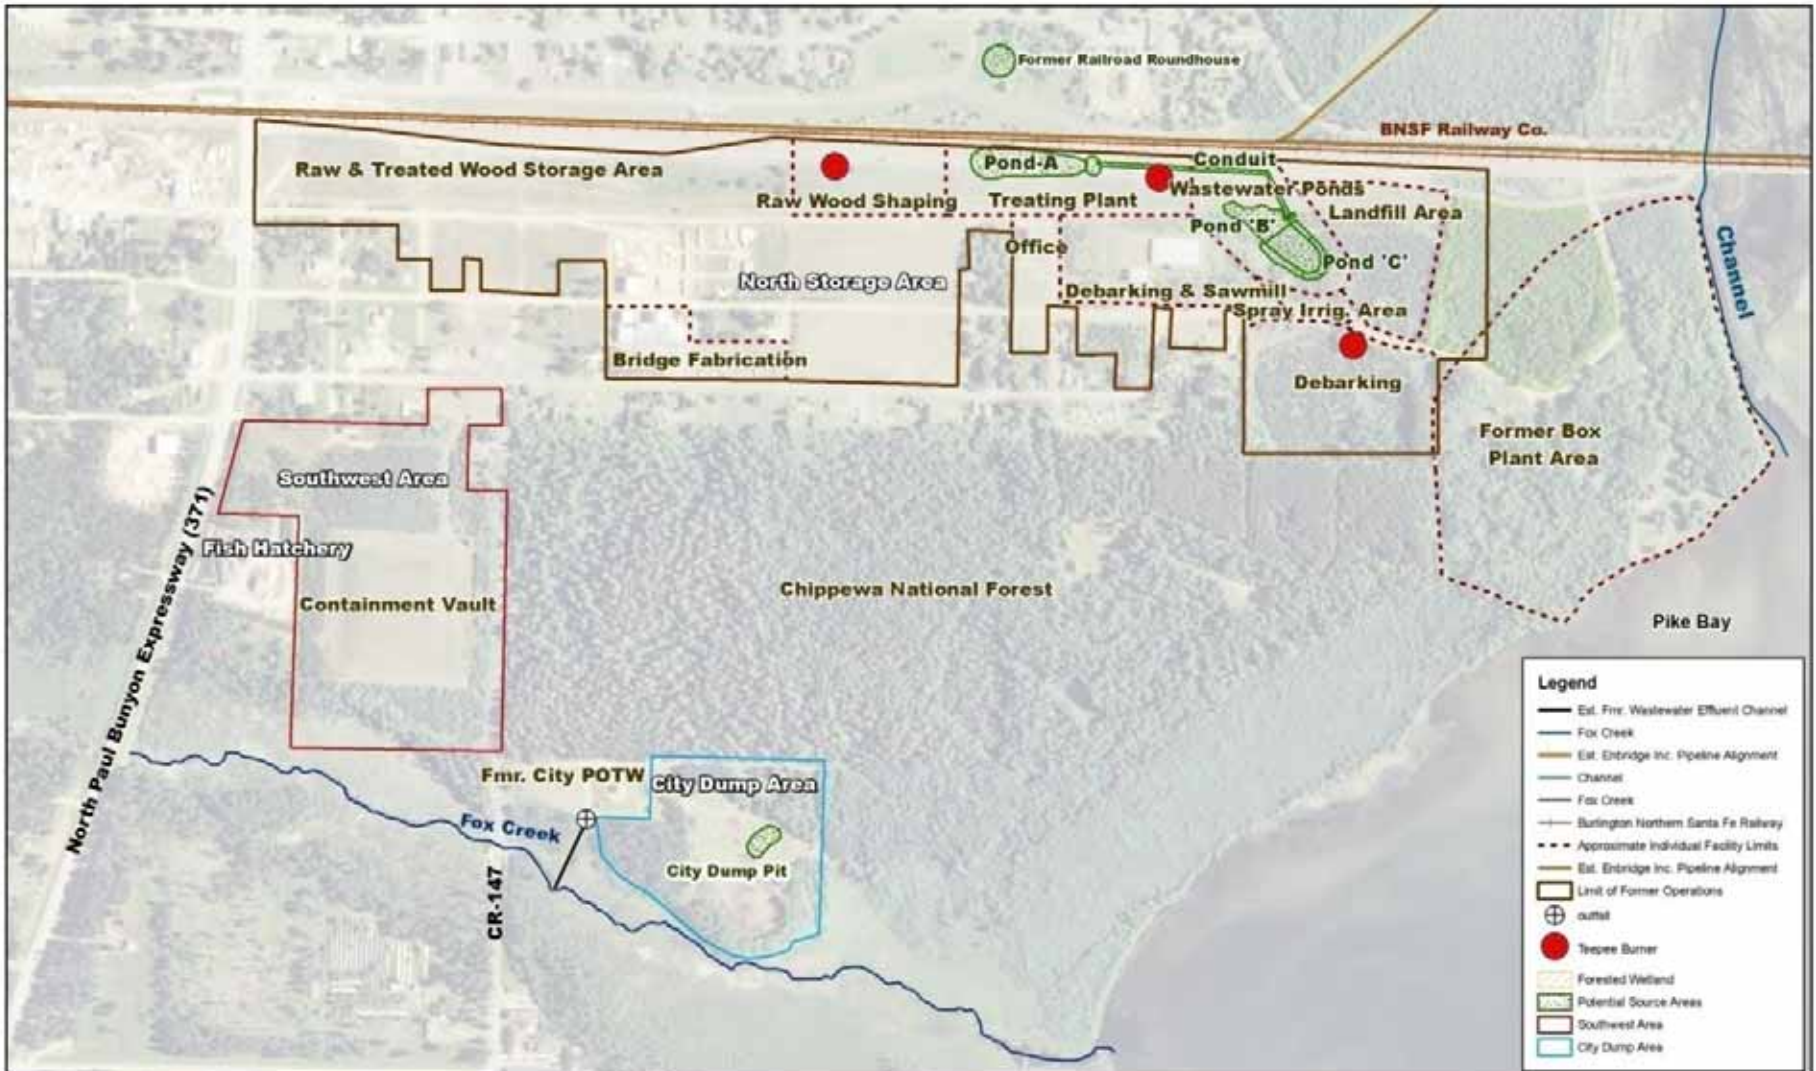 Former Railroad Roundhouse
BNSF Railway Co.
Raw & Treated Wood Storage Area
Pond-A
Conduit
Raw Wood Shaping
Treating Plant
Wastewater Ponds
Landfill Area
Pond 'B'
Office
Pond 'C'
North Storage Area
Debarking & Sawmill
Spray Irrig. Area
Channel
Bridge Fabrication
Debarking
Former Box
Plant Area
Southwest Area
North Paul Bunyon Expressway (371)
Fish Hatchery
Containment Vault
Chippewa National Forest
Pike Bay
Fmr. City POTW
City Dump Area
Fox Creek
City Dump Pit
CR-147
Legend
Est. Fmr. Wastewater Effluent Channel
Fox Creek
Est. Enbridge Inc. Pipeline Alignment
Channel
Fox Creek
Burlington Northern Santa Fe Railway
Approximate Individual Facility Limits
Est. Enbridge Inc. Pipeline Alignment
Limit of Former Operations
outfall
Teepee Burner
Forested Wetland
Potential Source Areas
Southwest Area
City Dump Area